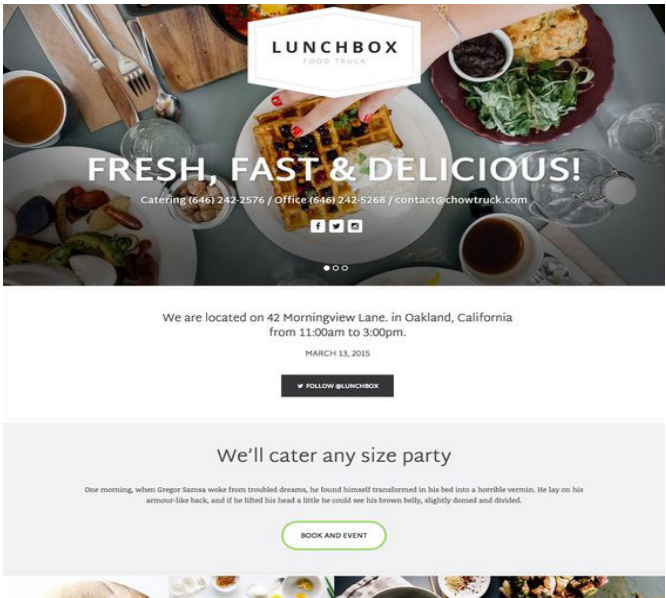 LUNCHBOX
FOOD TRUCK
FRESH, FAST & DELICIOUS!
Catering (646) 242-2576 / Office (646) 242-5268 / contact@chowtruck.com
We are located on 42 Morningview Lane. in Oakland, California
from 11:00am to 3:00pm.
MARCH 13, 2015
FOLLOW @LUNCHBOX
We'll cater any size party
One morning, when Gregor Samsa woke from troubled dreams, he found himself transformed in his bed into a horrible vermin. He lay on his
armour-like back, and if he lifted his head a little he could see his brown belly, slightly domed and divided.
BOOK AND EVENT